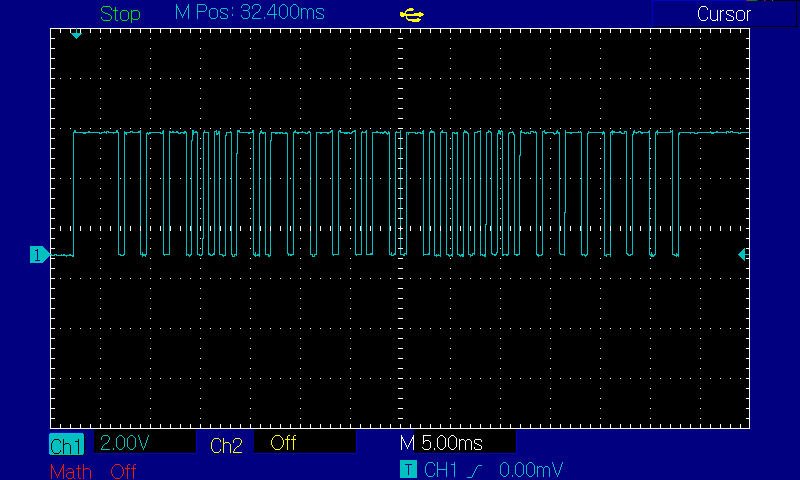 Stop M Pos: 32.400ms Cursor
1
Ch1 2.00V Ch2 Off M 5.00ms
Math Off T CH1 0.00mV